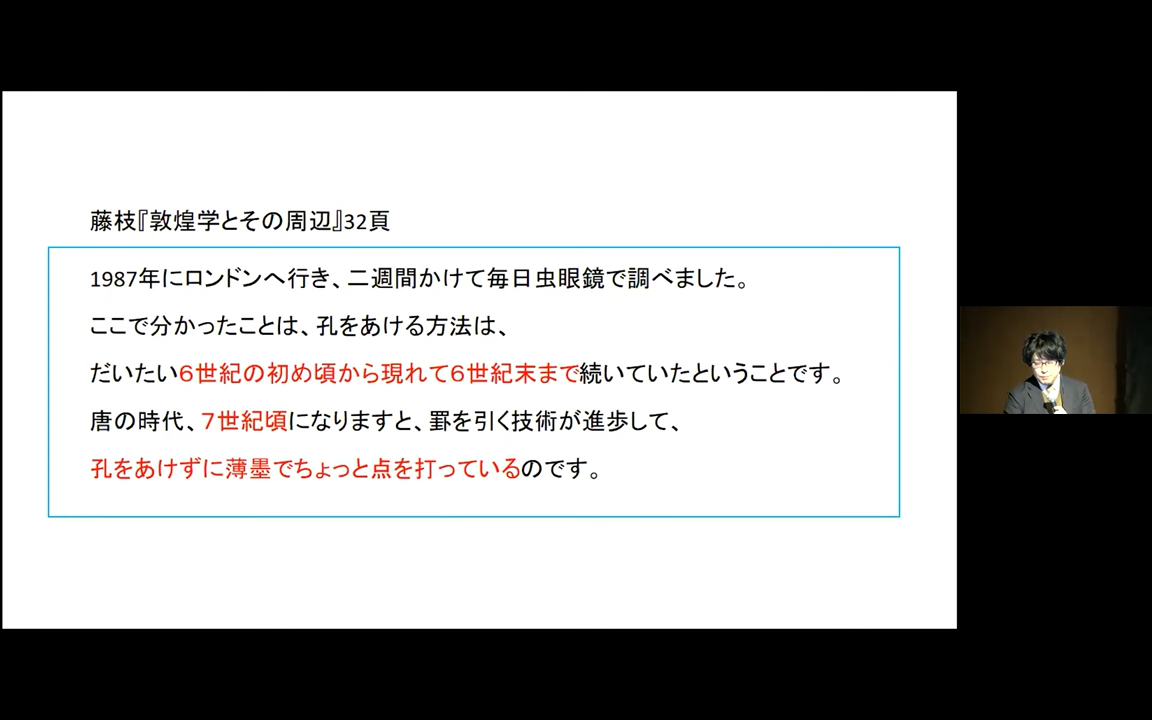 藤枝『敦煌学とその周辺』32頁
1987年にロンドンへ行き、二週間かけて毎日虫眼鏡で調べました。
ここで分かったことは、孔をあける方法は、
だいたい６世紀の初め頃から現れて６世紀末まで続いていたということです。
唐の時代、７世紀頃になりますと、罫を引く技術が進歩して、
孔をあけずに薄墨でちょっと点を打っているのです。